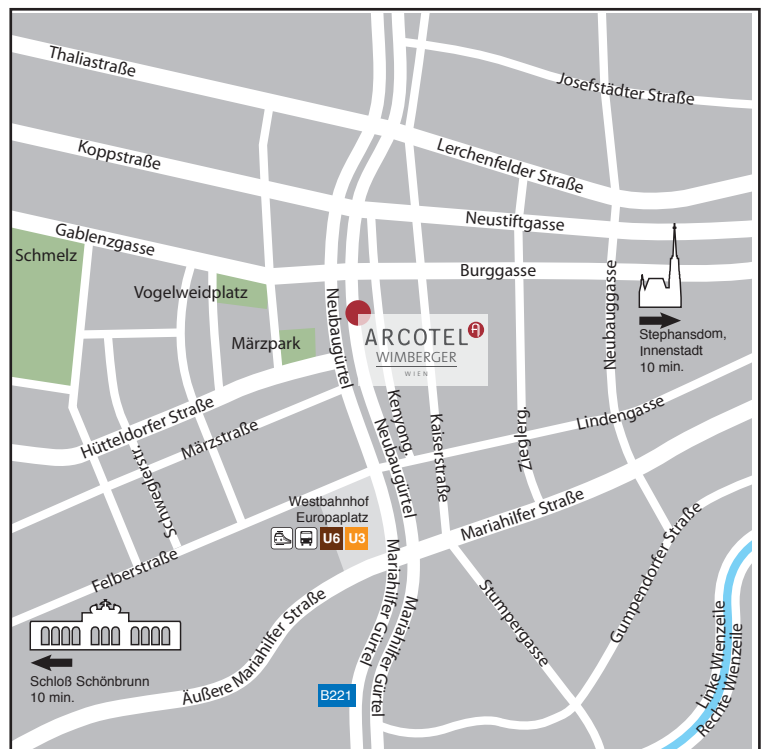 Thaliastraße
Josefstädter Straße
Koppstraße
Lerchenfelder Straße
Neustiftgasse
Gablenzgasse
Schmelz
Burggasse
Vogelweidplatz
Neubaugürtel
Neubauggasse
Stephansdom,
Innenstadt
10 min.
ARCOTEL A
WIMBERGER
WIEN
Märzpark
Hütteldorfer Straße
Märzstraße
Schweglerstr.
Kenyong.
Neubaugürtel
Kaiserstraße
Zieglerg.
Lindengasse
Westbahnhof
Europaplatz
U6 U3
Mariahilfer Straße
Felberstraße
Mariahilfer Gürtel
Mariahilfer Gürtel
Stumpergasse
Gumpendorfer Straße
Äußere Mariahilfer Straße
Schloß Schönbrunn
10 min.
B221
Linke Wienzeile
Rechte Wienzeile